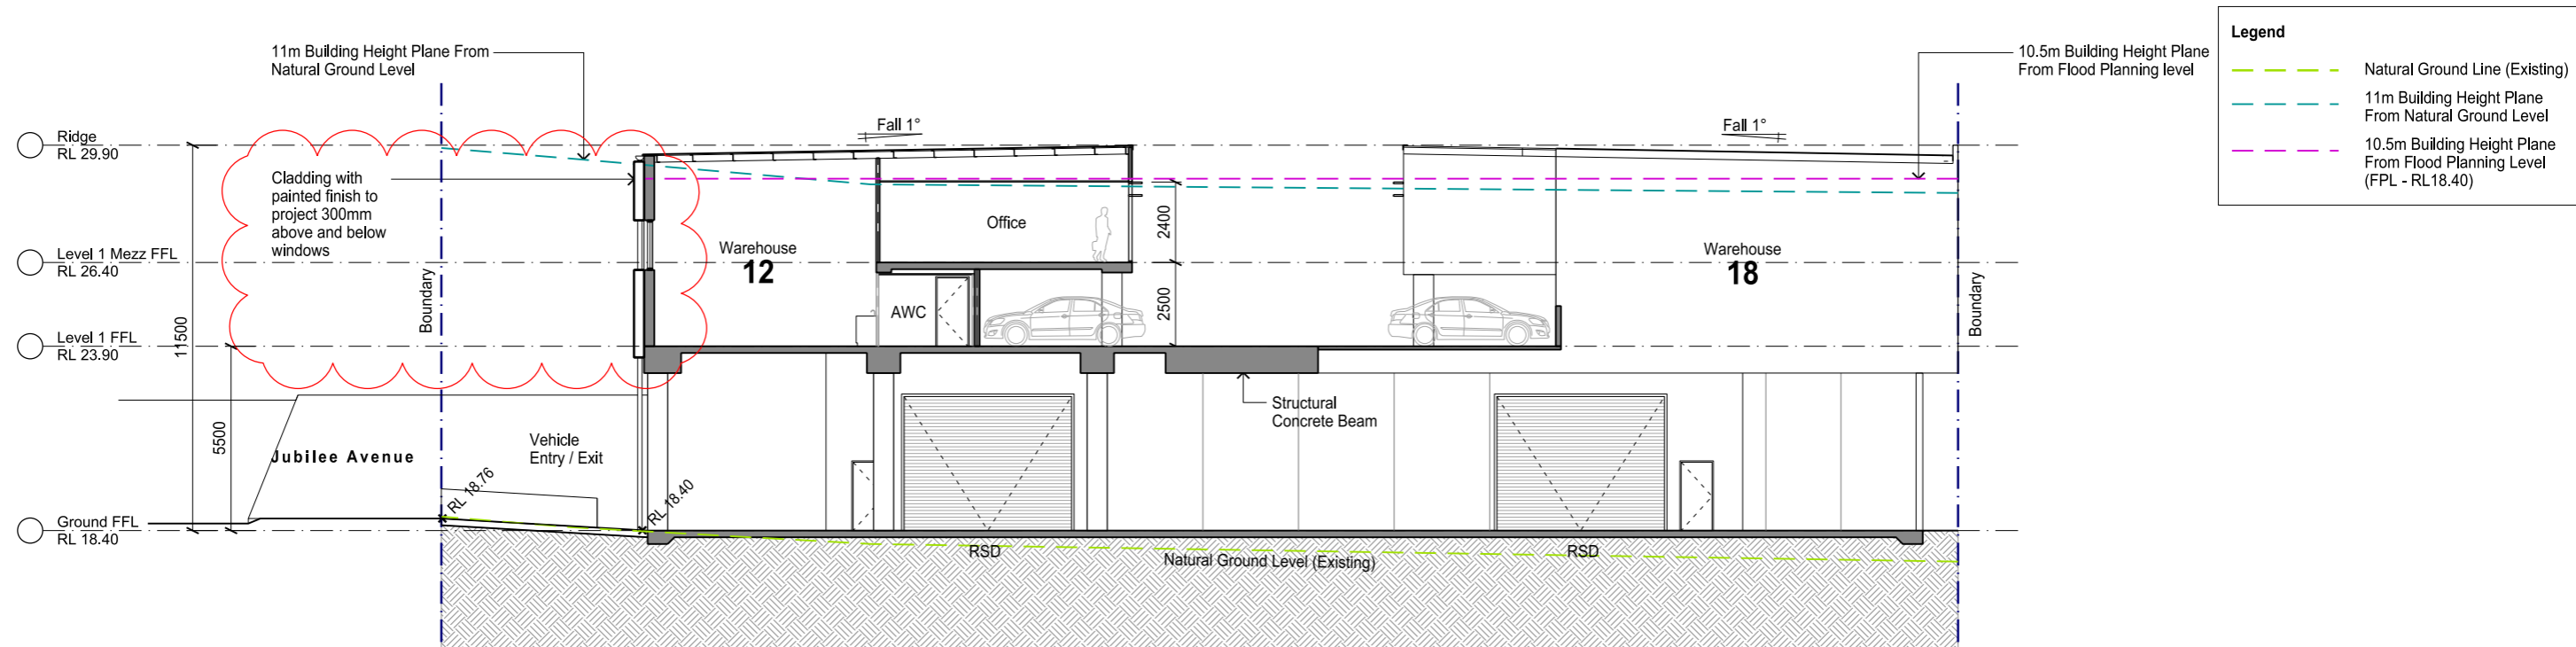 11m Building Height Plane From
Natural Ground Level
10.5m Building Height Plane
From Flood Planning level
Legend
Natural Ground Line (Existing)
11m Building Height Plane
From Natural Ground Level
10.5m Building Height Plane
From Flood Planning Level
(FPL - RL18.40)
Ridge
RL 29.90
Fall 1°
Fall 1°
Cladding with
painted finish to
project 300mm
above and below
windows
Office
2400
Warehouse
12
Warehouse
18
Level 1 Mezz FFL
RL 26.40
Boundary
Boundary
11500
AWC
2500
Level 1 FFL
RL 23.90
5500
Structural
Concrete Beam
Vehicle
Entry / Exit
Jubilee Avenue
RL 18.76
RL 18.40
Ground FFL
RL 18.40
RSD
RSD
Natural Ground Level (Existing)